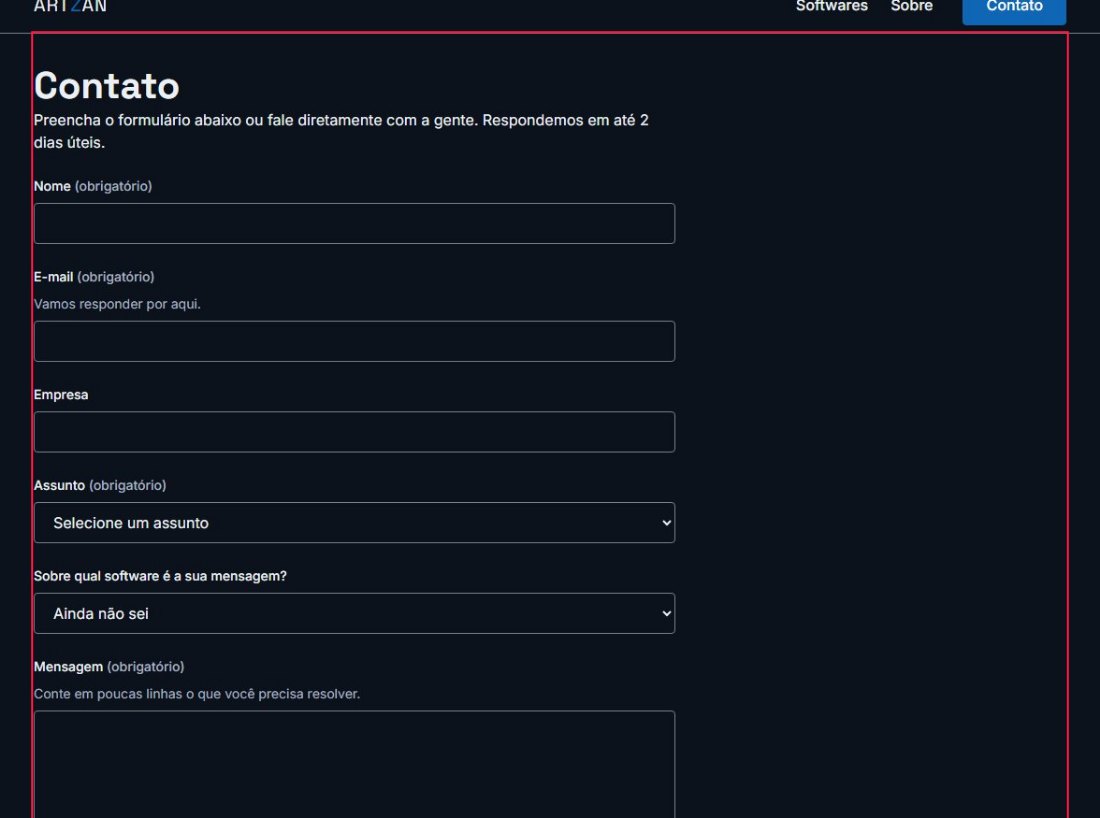 ARTZAN
Softwares Sobre Contato
Contato
Preencha o formulário abaixo ou fale diretamente com a gente. Respondemos em até 2
dias úteis.
Nome (obrigatório)
E-mail (obrigatório)
Vamos responder por aqui.
Empresa
Assunto (obrigatório)
Selecione um assunto
Sobre qual software é a sua mensagem?
Ainda não sei
Mensagem (obrigatório)
Conte em poucas linhas o que você precisa resolver.